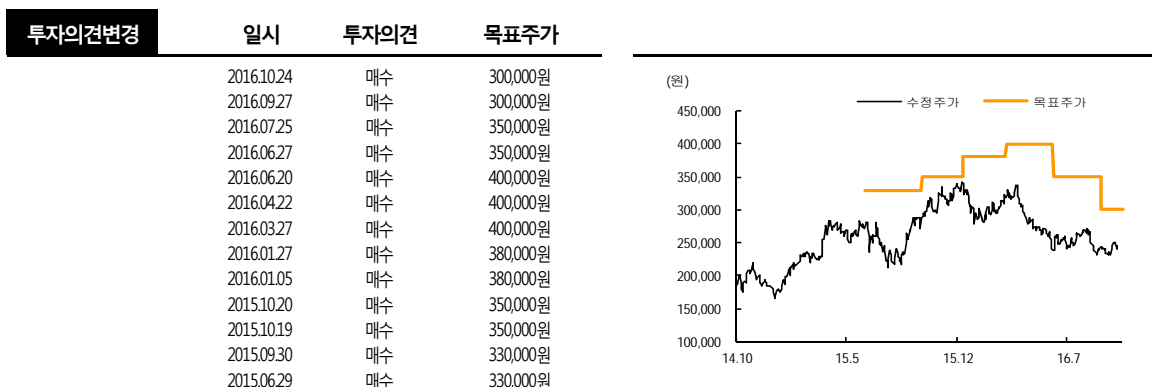 투자의견변경 일시 투자의견 목표주가
2016.10.24 매수 300,000원
2016.09.27 매수 300,000원
2016.07.25 매수 350,000원
2016.06.27 매수 350,000원
2016.06.20 매수 400,000원
2016.04.22 매수 400,000원
2016.03.27 매수 400,000원
2016.01.27 매수 380,000원
2016.01.05 매수 380,000원
2015.10.20 매수 350,000원
2015.10.19 매수 350,000원
2015.09.30 매수 330,000원
2015.06.29 매수 330,000원
(원)
수정주가 목표주가
450,000
400,000
350,000
300,000
250,000
200,000
150,000
100,000
14.10 15.5 15.12 16.7